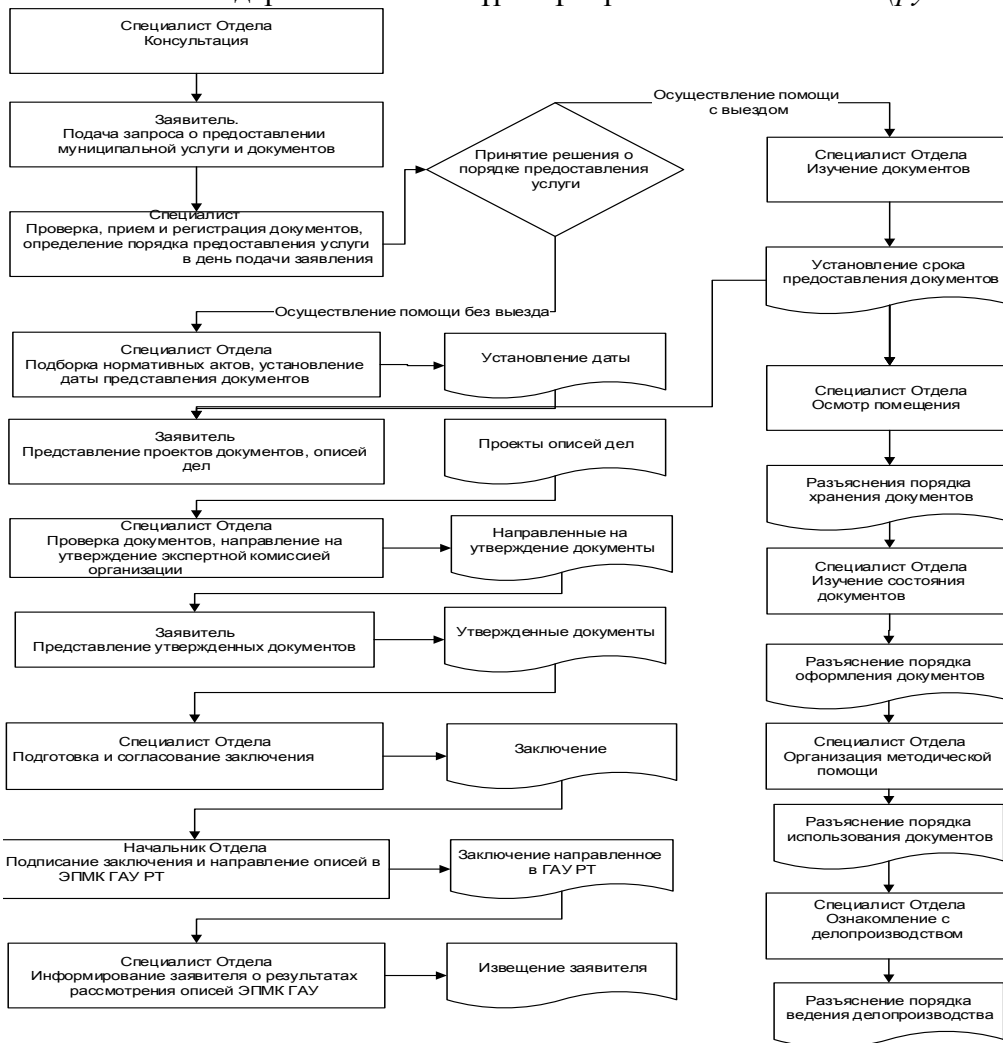 Специалист Отдела
Консультация
Заявитель.
Подача запроса о предоставлении
муниципальной услуги и документов
Специалист
Проверка, прием и регистрация документов,
определение порядка предоставления услуги
в день подачи заявления
Принятие решения о
порядке предоставления
услуги
Осуществление помощи
с выездом
Осуществление помощи без выезда
Специалист Отдела
Подборка нормативных актов, установление
даты представления документов
Установление даты
Заявитель
Представление проектов документов, описей
дел
Проекты описей дел
Специалист Отдела
Проверка документов, направление на
утверждение экспертной комиссией
организации
Направленные на
утверждение документы
Заявитель
Представление утвержденных документов
Утвержденные документы
Специалист Отдела
Подготовка и согласование заключения
Заключение
Начальник Отдела
Подписание заключения и направление описей в
ЭПМК ГАУ РТ
Заключение направленное
в ГАУ РТ
Специалист Отдела
Информирование заявителя о результатах
рассмотрения описей ЭПМК ГАУ
Извещение заявителя
Специалист Отдела
Изучение документов
Установление срока
предоставления документов
Специалист Отдела
Осмотр помещения
Разъяснения порядка
хранения документов
Специалист Отдела
Изучение состояния
документов
Разъяснение порядка
оформления документов
Специалист Отдела
Организация методической
помощи
Разъяснение порядка
использования документов
Специалист Отдела
Ознакомление с
делопроизводством
Разъяснение порядка
ведения делопроизводства